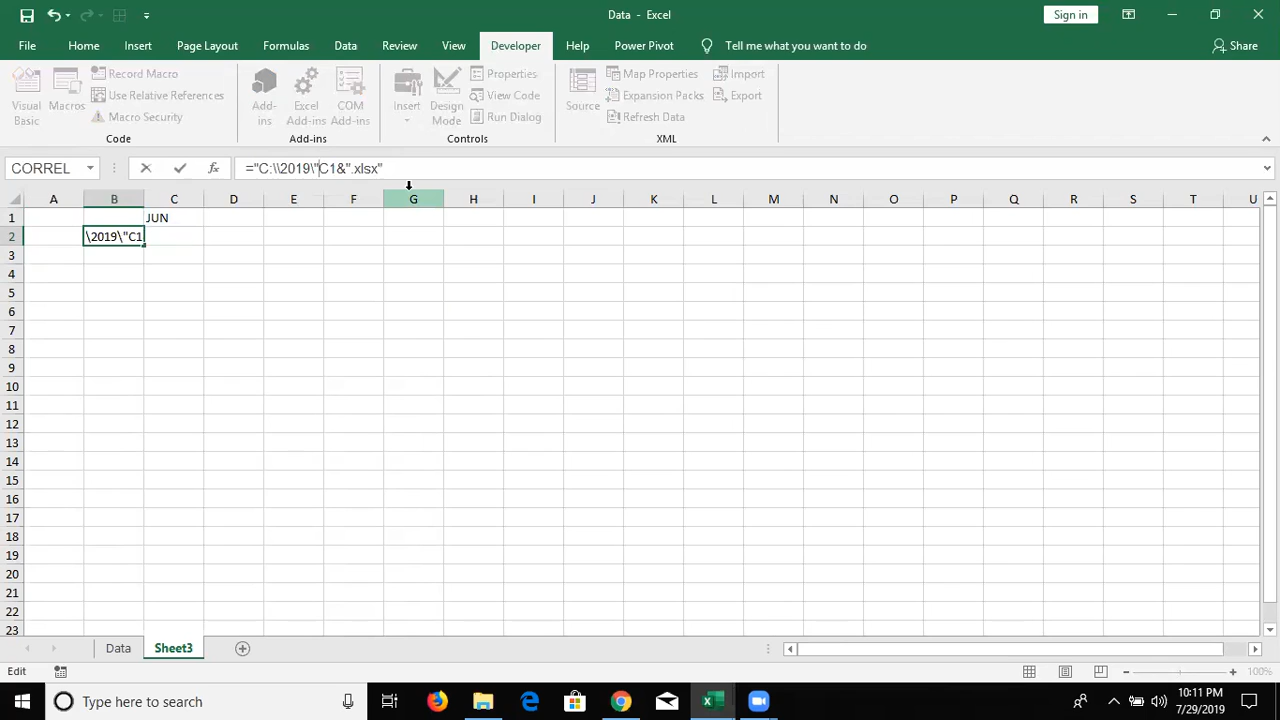 Data - Excel
Sign in
File Home Insert Page Layout Formulas Data Review View Developer Help Power Pivot Tell me what you want to do Share
Visual Basic
Macros
Record Macro
Use Relative References
Macro Security
Code
Add-ins
Excel Add-ins
COM Add-ins
Add-ins
Insert
Design Mode
Properties
View Code
Run Dialog
Controls
Source
Map Properties
Expansion Packs
Refresh Data
Import
Export
XML
CORREL
fx
="C:\\2019\"C1&".xlsx"
A B C D E F G H I J K L M N O P Q R S T U
1 JUN
2 \2019\"C1
3
4
5
6
7
8
9
10
11
12
13
14
15
16
17
18
19
20
21
22
23
Data Sheet3
Edit
100%
Type here to search
10:11 PM
7/29/2019